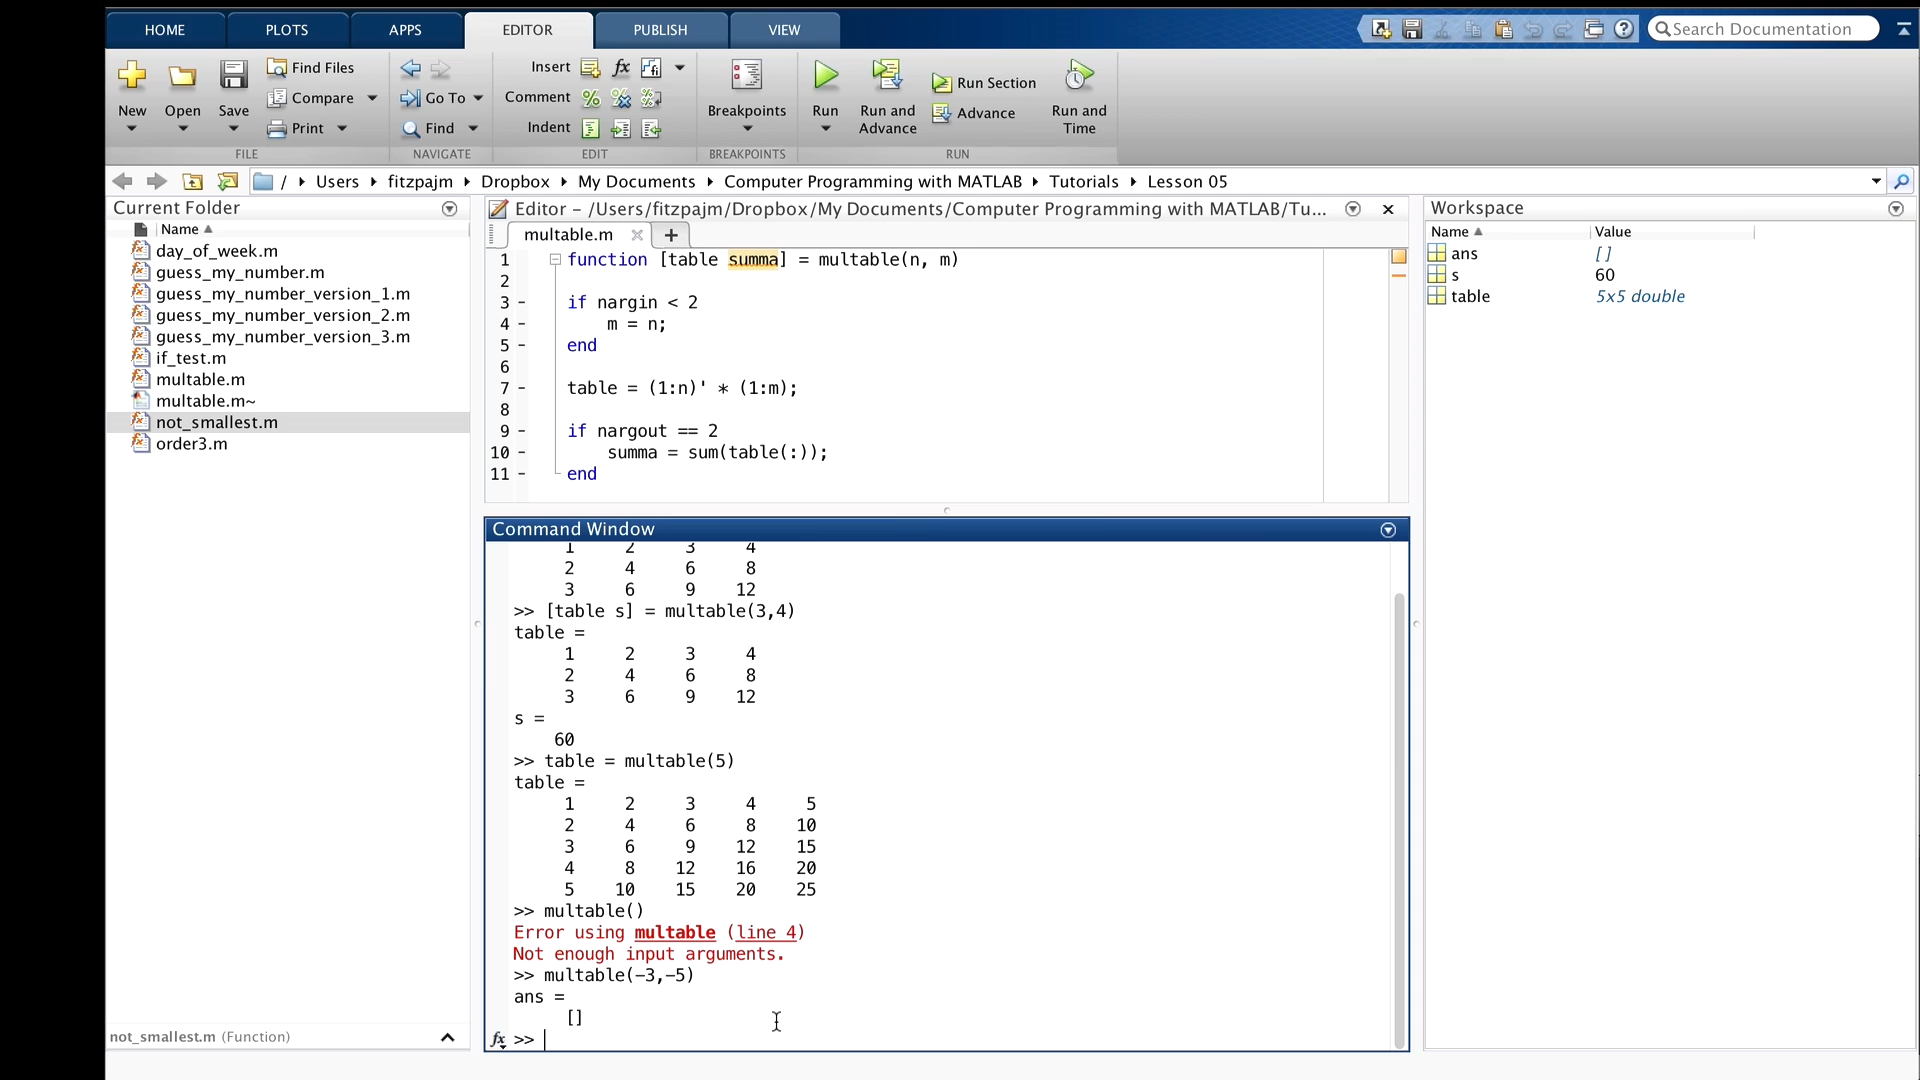 HOME PLOTS APPS EDITOR PUBLISH VIEW Search Documentation
New Open Save Find Files Compare Print
FILE
Go To Find
NAVIGATE
Insert fx
Comment % %
Indent
EDIT
Breakpoints
BREAKPOINTS
Run Run and Advance Run Section Advance Run and Time
RUN
/ Users fitzpajm Dropbox My Documents Computer Programming with MATLAB Tutorials Lesson 05
Current Folder
Name
day_of_week.m
guess_my_number.m
guess_my_number_version_1.m
guess_my_number_version_2.m
guess_my_number_version_3.m
if_test.m
multable.m
multable.m~
not_smallest.m
order3.m
not_smallest.m (Function)
Editor – /Users/fitzpajm/Dropbox/My Documents/Computer Programming with MATLAB/Tu...
multable.m
1 function [table summa] = multable(n, m)
2
3 – if nargin < 2
4 – m = n;
5 – end
6
7 – table = (1:n)' * (1:m);
8
9 – if nargout == 2
10 – summa = sum(table(:));
11 – end
Command Window
1 2 3 4
2 4 6 8
3 6 9 12
>> [table s] = multable(3,4)
table =
1 2 3 4
2 4 6 8
3 6 9 12
s =
60
>> table = multable(5)
table =
1 2 3 4 5
2 4 6 8 10
3 6 9 12 15
4 8 12 16 20
5 10 15 20 25
>> multable()
Error using multable (line 4)
Not enough input arguments.
>> multable(–3,–5)
ans =
[]
fx >>
Workspace
Name Value
ans []
s 60
table 5x5 double